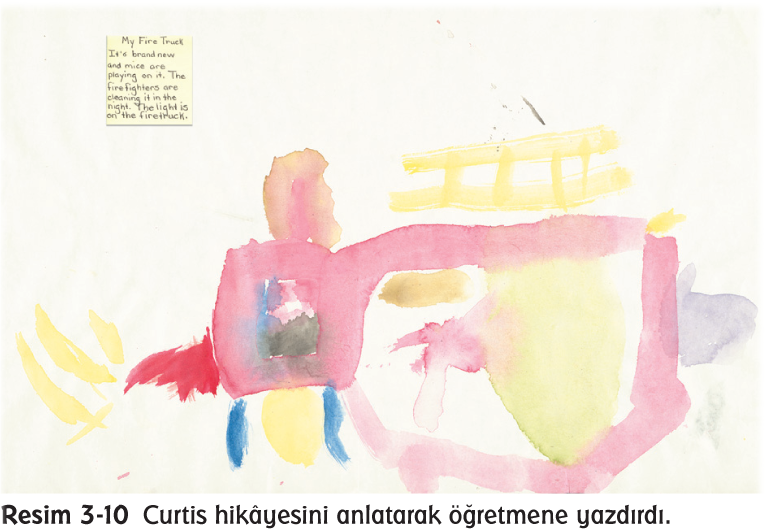 My Fire Truck
It's brand new
and mice are
playing on it. The
firefighters are
cleaning it in the
night. The light is
on the firetruck.
Resim 3-10 Curtis hikâyesini anlatarak öğretmene yazdırdı.